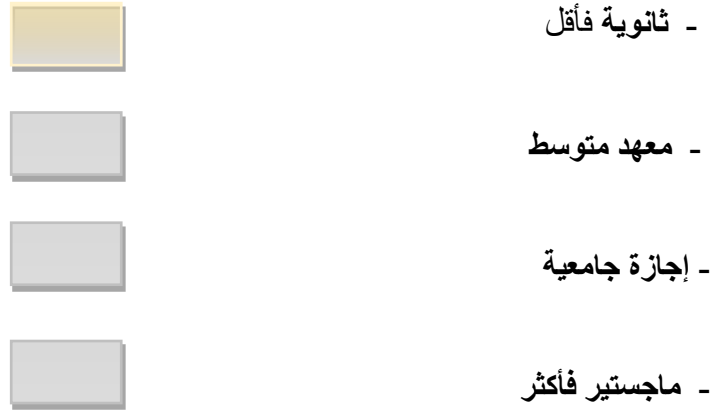 - ثانوية فأقل
- معهد متوسط
- إجازة جامعية
- ماجستير فأكثر